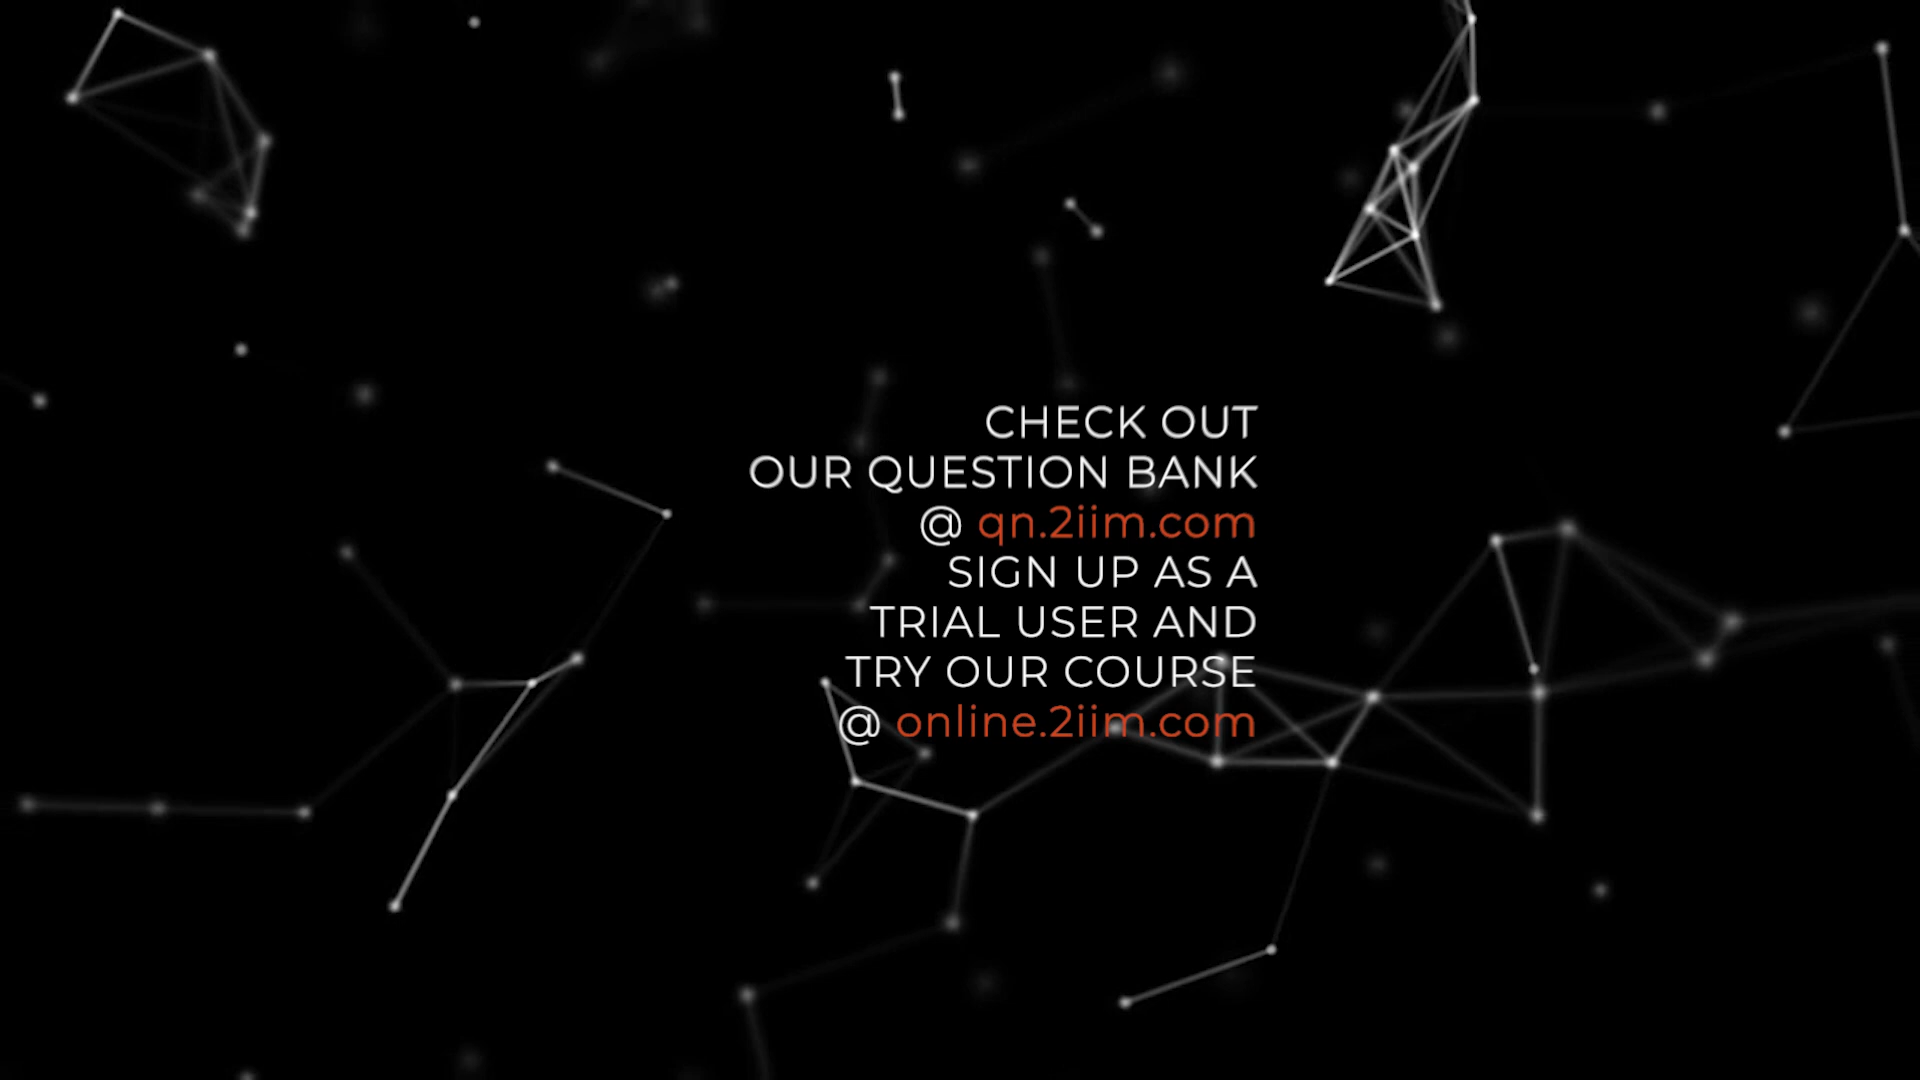 CHECK OUT
OUR QUESTION BANK
@ qn.2iim.com
SIGN UP AS A
TRIAL USER AND
TRY OUR COURSE
@ online.2iim.com